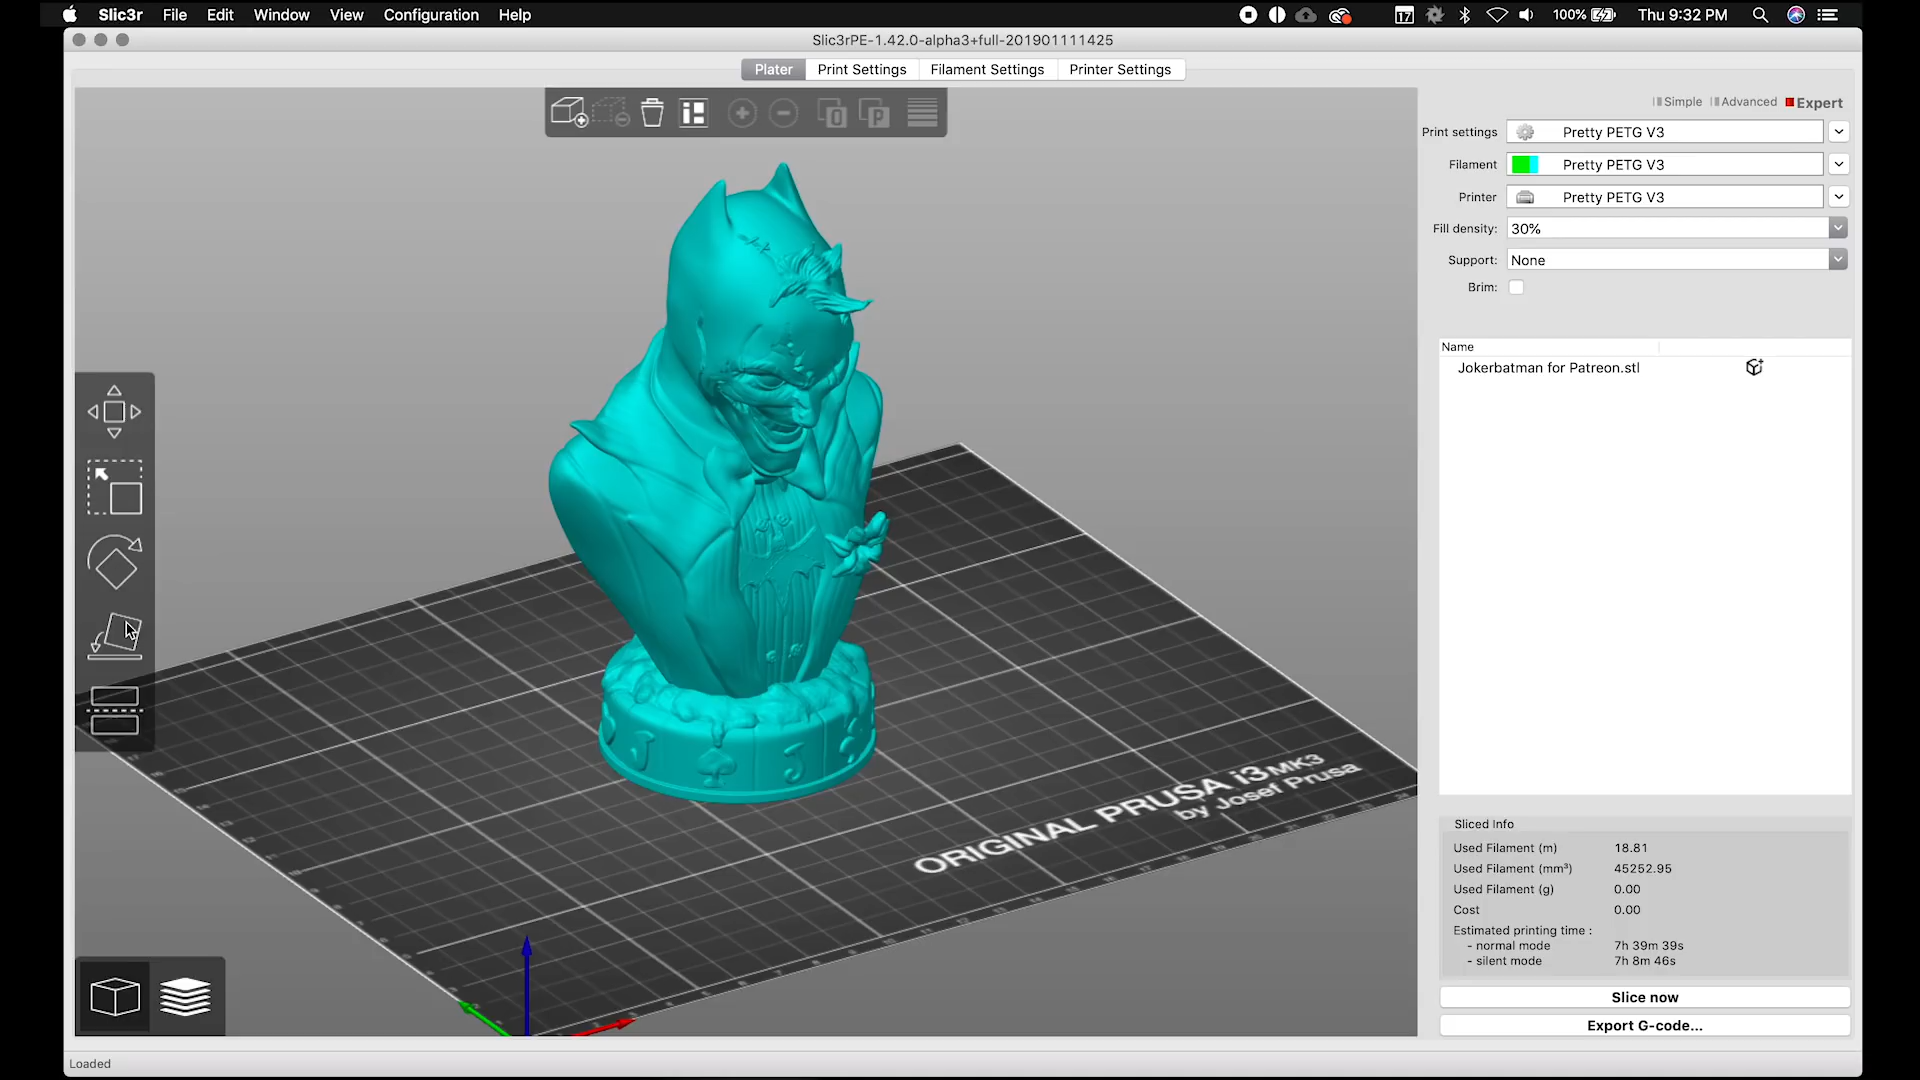 Slic3r File Edit Window View Configuration Help 17 100% Thu 9:32 PM
Slic3rPE-1.42.0-alpha3+full-201901111425
Plater Print Settings Filament Settings Printer Settings
Simple Advanced Expert
Print settings Pretty PETG V3
Filament Pretty PETG V3
Printer Pretty PETG V3
Fill density: 30%
Support: None
Brim:
Name
Jokerbatman for Patreon.stl
ORIGINAL PRUSA i3 MK3
by Josef Prusa
Sliced Info
Used Filament (m) 18.81
Used Filament (mm³) 45252.95
Used Filament (g) 0.00
Cost 0.00
Estimated printing time :
- normal mode 7h 39m 39s
- silent mode 7h 8m 46s
Slice now
Export G-code...
Loaded